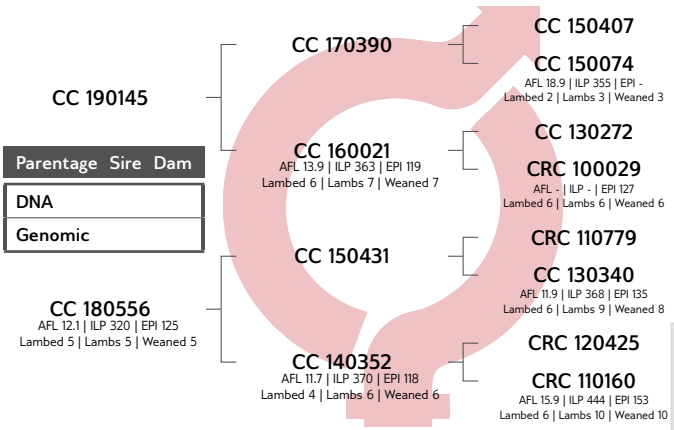 CC 190145
Parentage Sire Dam
DNA
Genomic
CC 180556
AFL 12.1 | ILP 320 | EPI 125
Lambed 5 | Lambs 5 | Weaned 5
CC 170390
CC 160021
AFL 13.9 | ILP 363 | EPI 119
Lambed 6 | Lambs 7 | Weaned 7
CC 150431
CC 140352
AFL 11.7 | ILP 370 | EPI 118
Lambed 4 | Lambs 6 | Weaned 6
CC 150407
CC 150074
AFL 18.9 | ILP 355 | EPI -
Lambed 2 | Lambs 3 | Weaned 3
CC 130272
CRC 100029
AFL - | ILP - | EPI 127
Lambed 6 | Lambs 6 | Weaned 6
CRC 110779
CC 130340
AFL 11.9 | ILP 368 | EPI 135
Lambed 6 | Lambs 9 | Weaned 8
CRC 120425
CRC 110160
AFL 15.9 | ILP 444 | EPI 153
Lambed 6 | Lambs 10 | Weaned 10